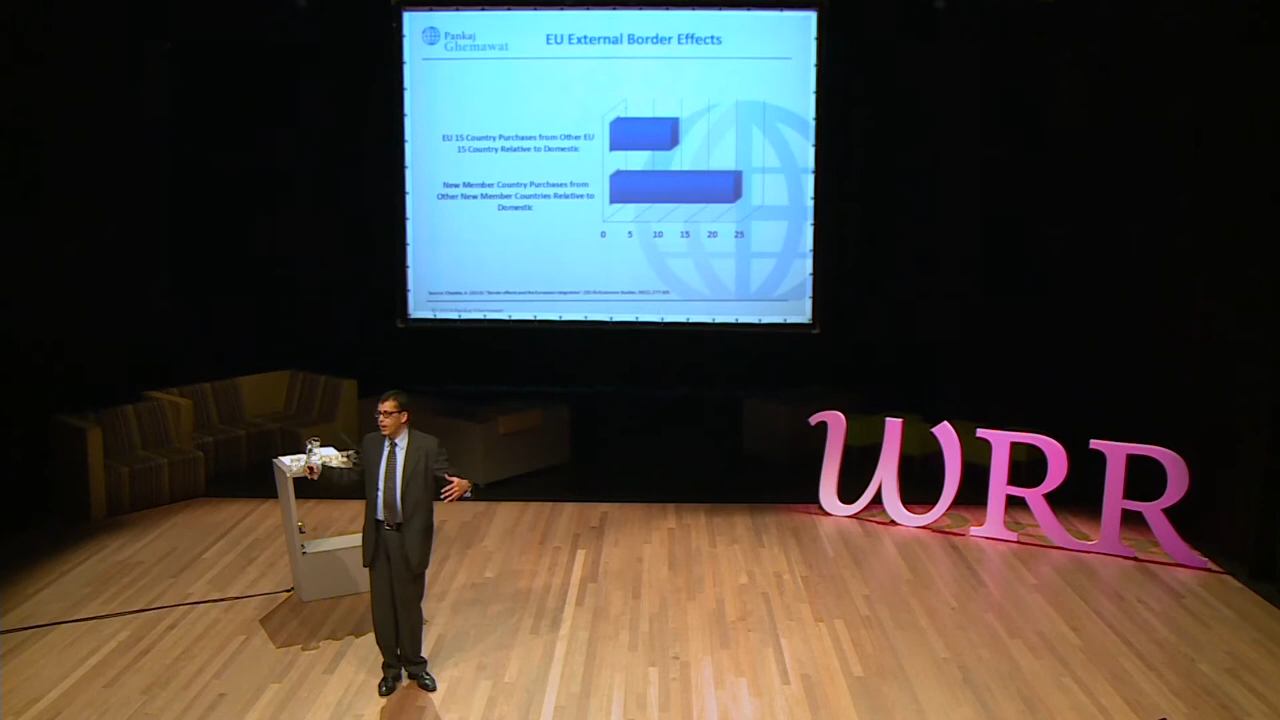 Pankaj
Ghemawat
EU External Border Effects
EU 15 Country Purchases from Other EU
15 Country Relative to Domestic
New Member Country Purchases from
Other New Member Countries Relative to
Domestic
0 5 10 15 20 25
WRR